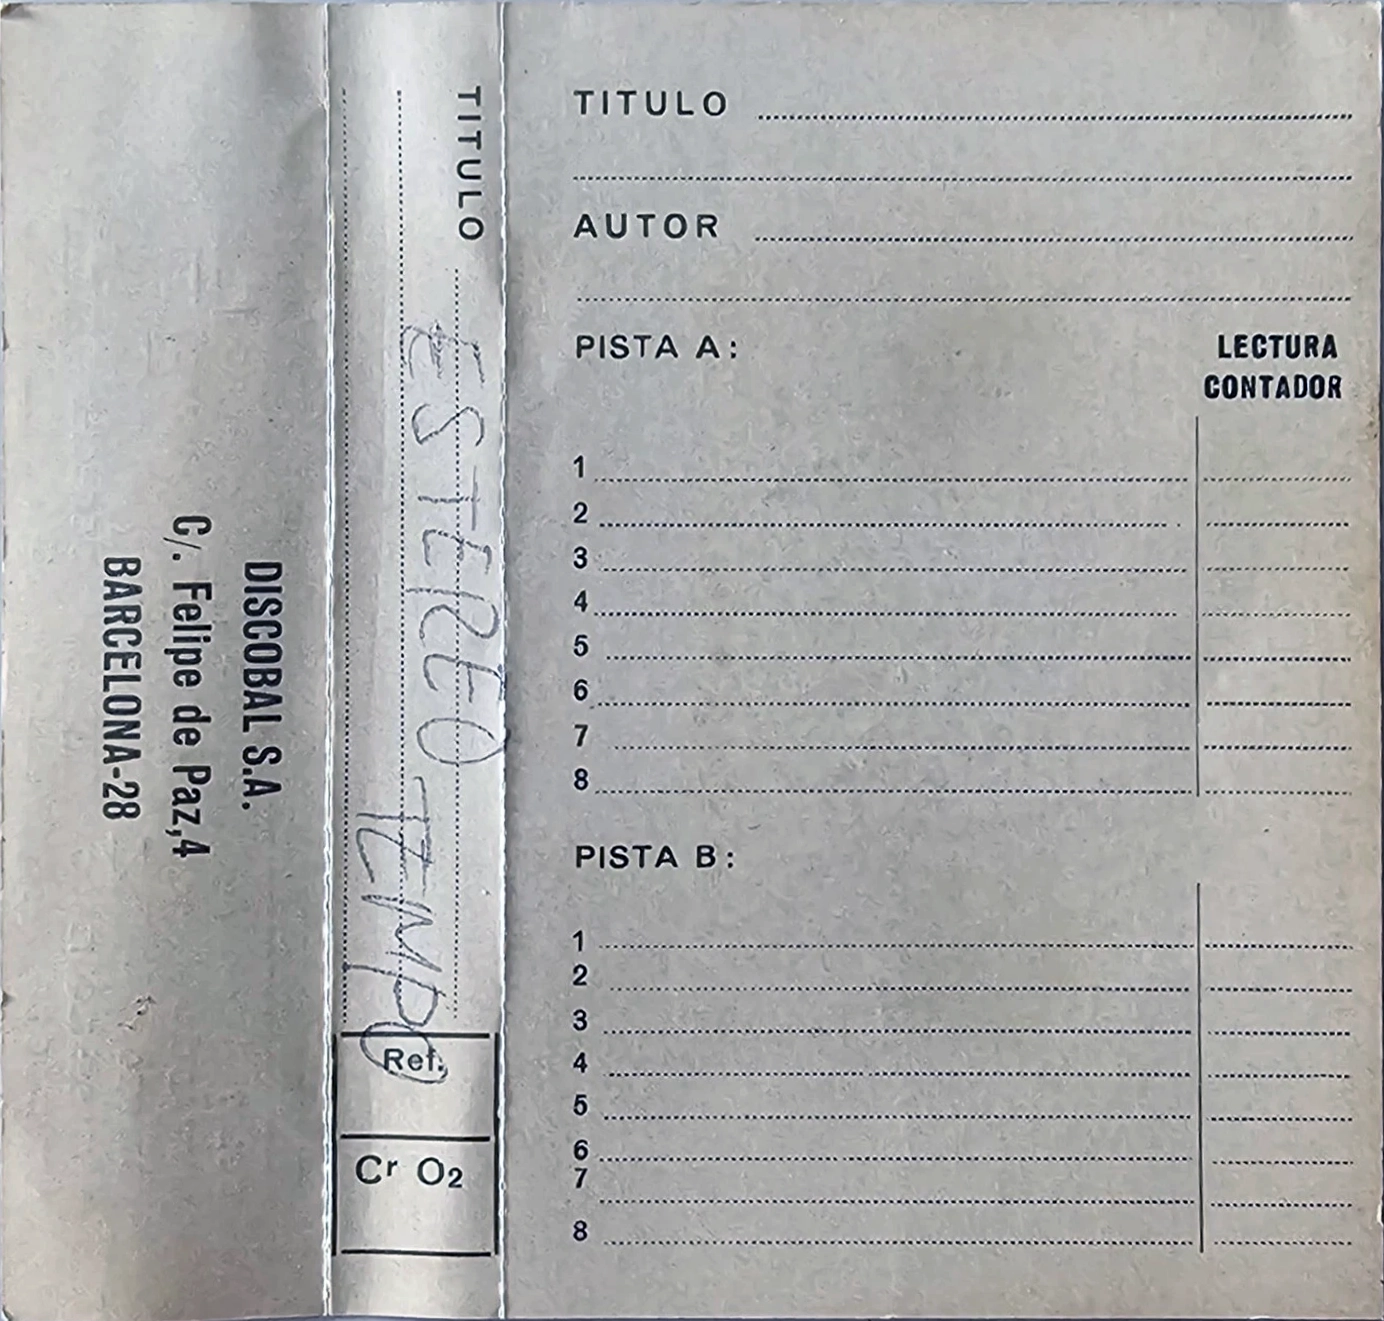 DISCOBAL S.A.
C/. Felipe de Paz,4
BARCELONA-28
TITULO
ESTEREO TEMPO
Ref.
Cr O2
TITULO
AUTOR
PISTA A:
LECTURA
CONTADOR
1
2
3
4
5
6
7
8
PISTA B:
1
2
3
4
5
6
7
8